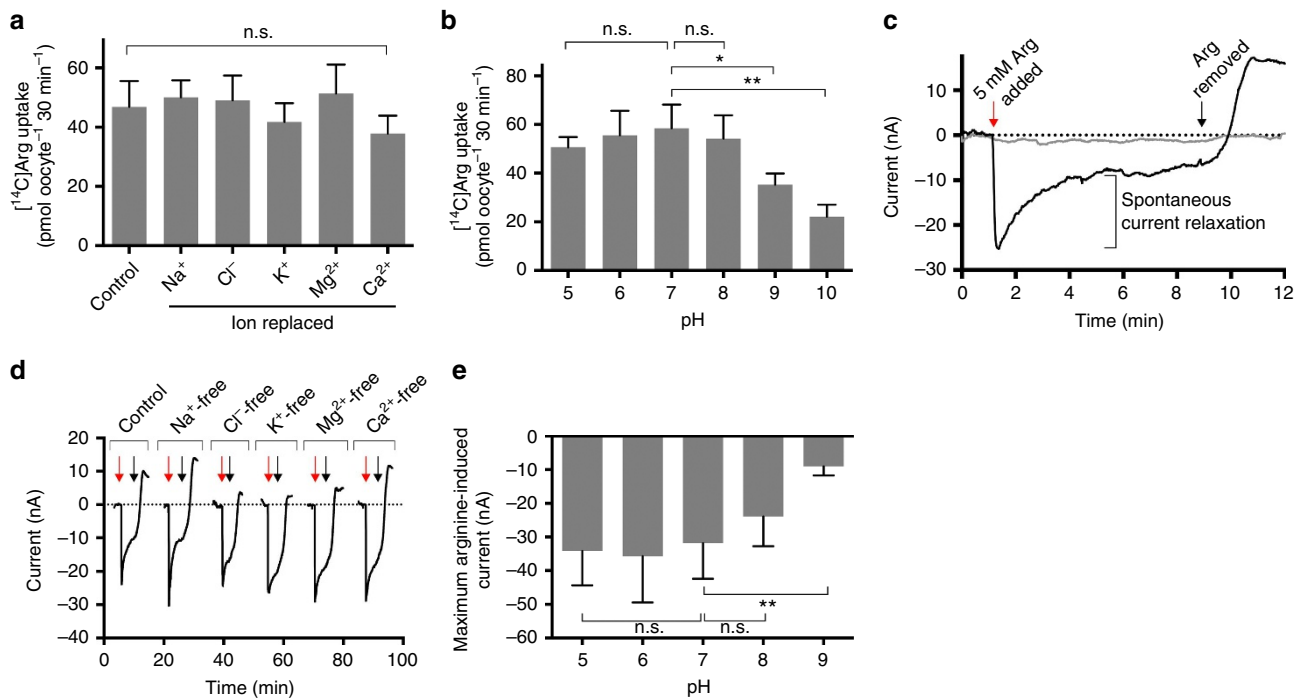 a
n.s.
[¹⁴C]Arg uptake
(pmol oocyte⁻¹ 30 min⁻¹)
60
40
20
0
Control
Na⁺
Cl⁻
K⁺
Mg²⁺
Ca²⁺
Ion replaced
b
n.s.
n.s.
*
**
[¹⁴C]Arg uptake
(pmol oocyte⁻¹ 30 min⁻¹)
80
60
40
20
0
5 6 7 8 9 10
pH
c
5 mM Arg
added
Arg
removed
Current (nA)
10
0
–10
–20
–30
Spontaneous
current relaxation
0 2 4 6 8 10 12
Time (min)
d
Control
Na⁺-free
Cl⁻-free
K⁺-free
Mg²⁺-free
Ca²⁺-free
Current (nA)
20
10
0
–10
–20
–30
–40
0 20 40 60 80 100
Time (min)
e
Maximum arginine-induced
current (nA)
0
–10
–20
–30
–40
–50
–60
**
n.s.
n.s.
5 6 7 8 9
pH